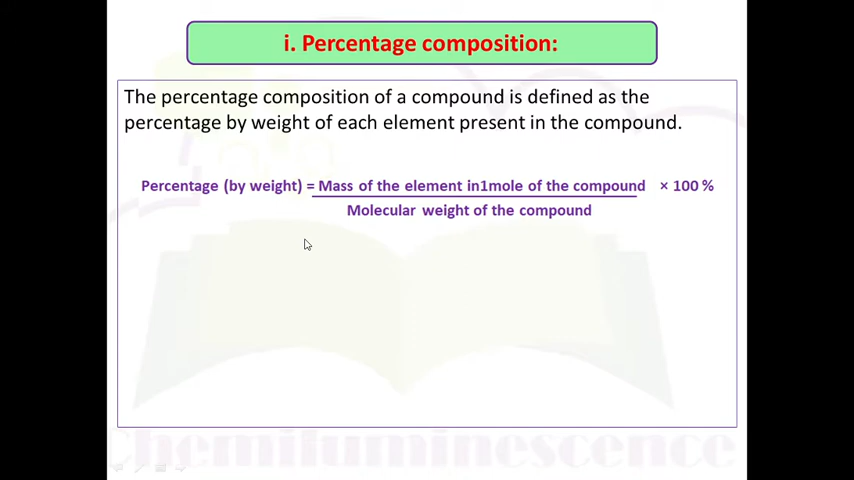 i. Percentage composition:
The percentage composition of a compound is defined as the
percentage by weight of each element present in the compound.
Percentage (by weight) = Mass of the element in1mole of the compound × 100 %
Molecular weight of the compound
Chemiluminescence